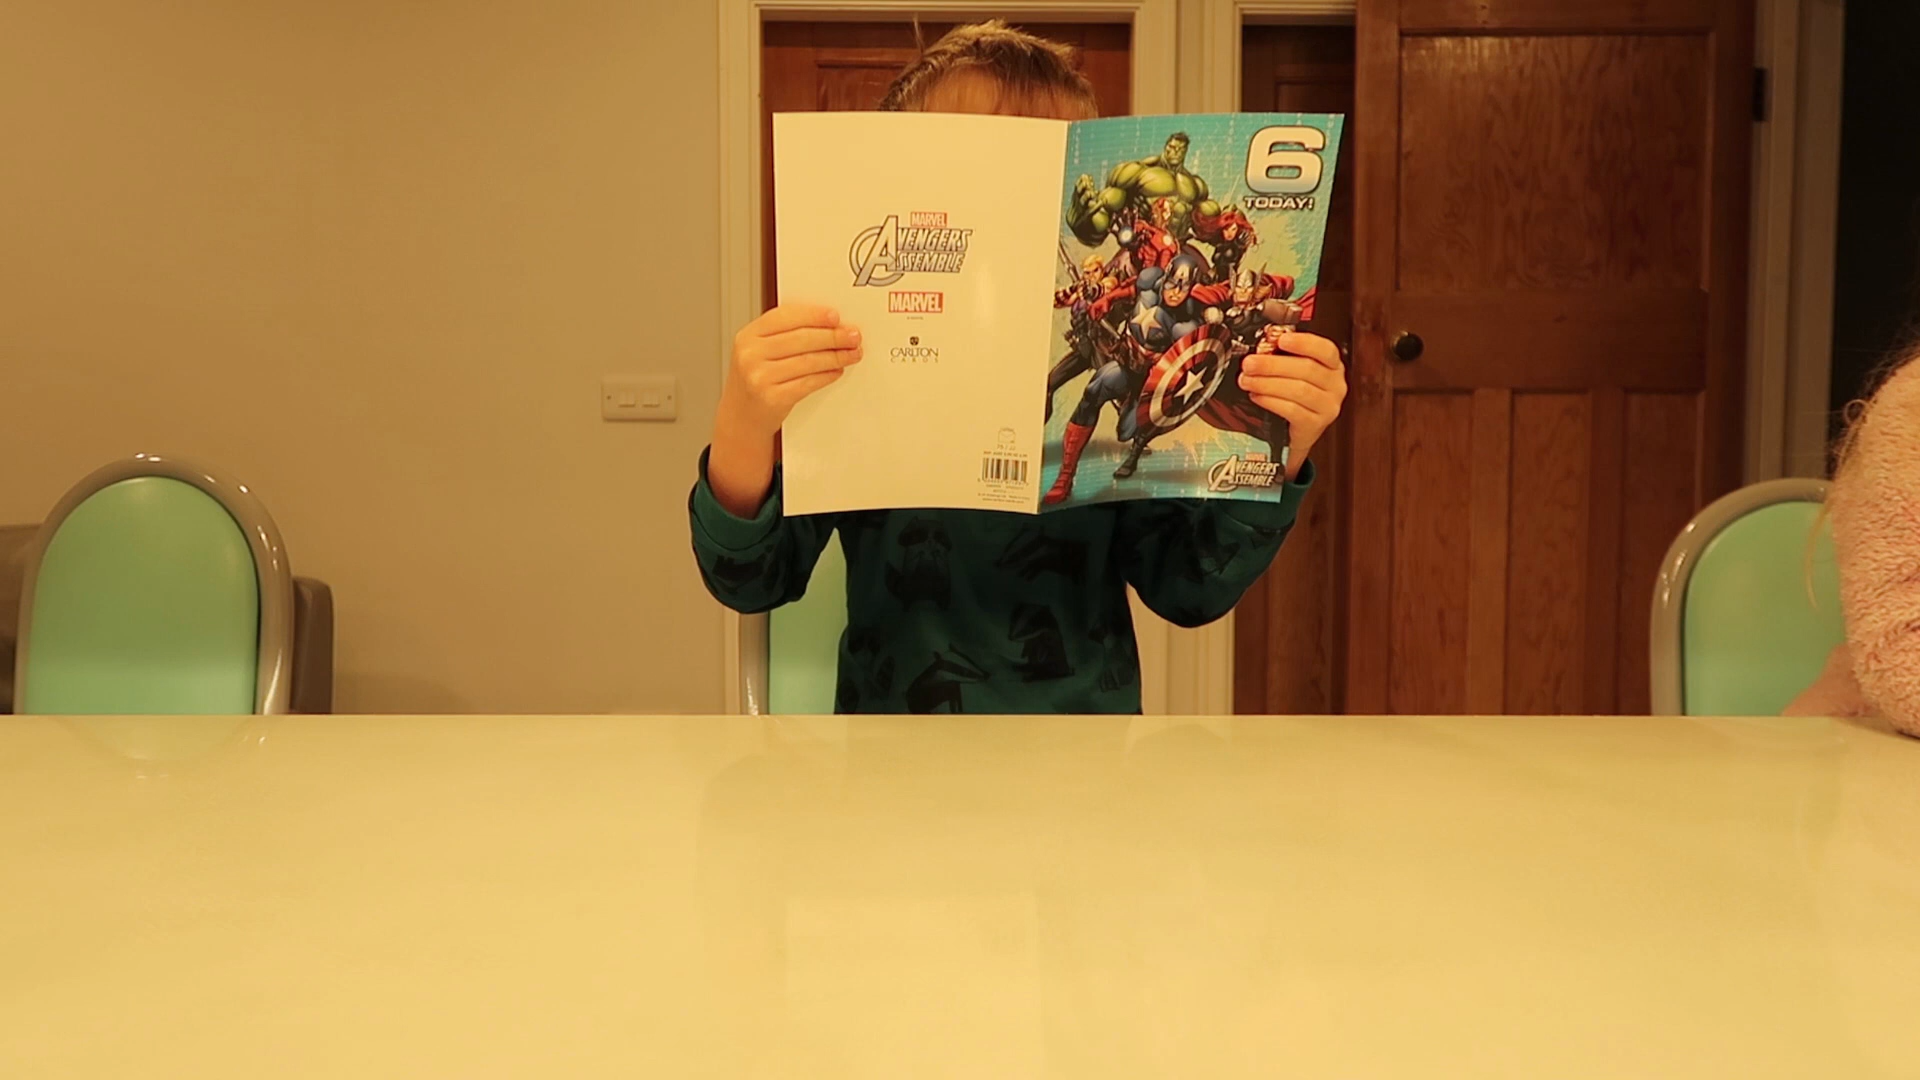 MARVEL
AVENGERS
ASSEMBLE
MARVEL
CARLTON
CARDS
6
TODAY!
MARVEL
AVENGERS
ASSEMBLE